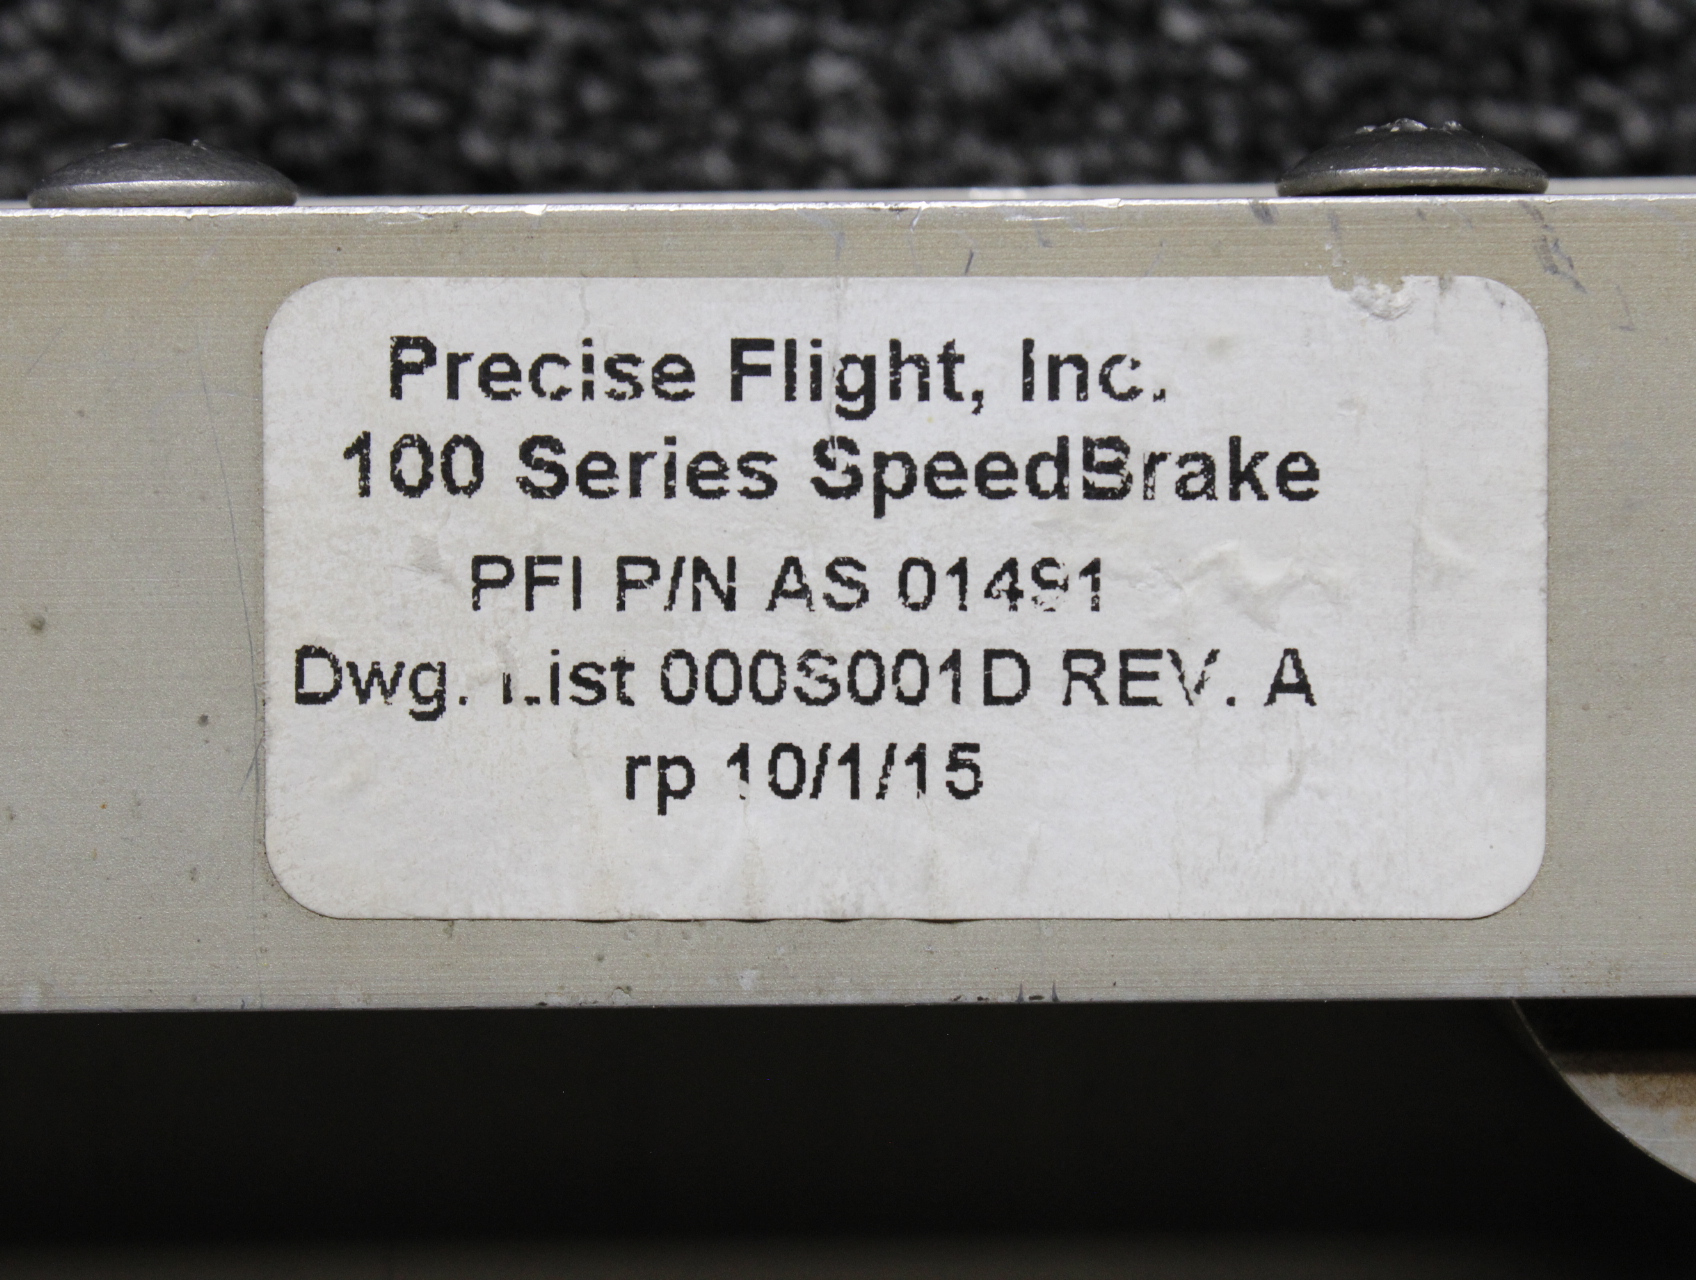 Precise Flight, Inc.
100 Series SpeedBrake
PFI P/N AS 01491
Dwg. List 000S001D REV. A
rp 10/1/15